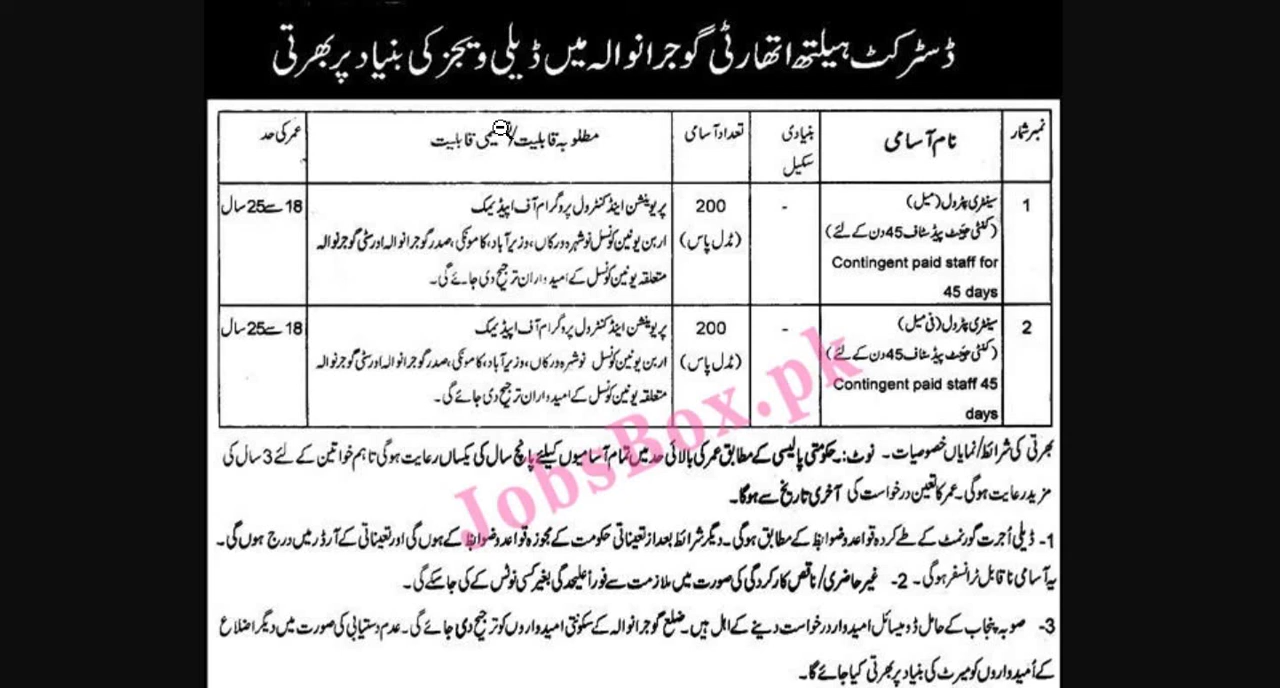 ڈسٹرکٹ ہیلتھ اتھارٹی گوجرانوالہ میں ڈیلی ویجز کی بنیاد پر بھرتی
نمبر شمار
نام آسامی
بنیادی سکیل
تعداد آسامی
مطلوبہ قابلیت/تعلیمی قابلیت
عمر کی حد
1
سینٹری پٹرول (میل)
(کنٹی جینٹ پیڈ سٹاف 45 دن کے لئے)
Contingent paid staff for
45 days
-
200
(مڈل پاس)
پریوینشن اینڈ کنٹرول پروگرام آف ایپیڈیمک
اربن یونین کونسل نوشہرہ ورکاں، وزیر آباد، کامونکی، صدر گوجرانوالہ اور سٹی گوجرانوالہ
متعلقہ یونین کونسل کے امیدواران ترجیح دی جائے گی۔
18 سے 25 سال
2
سینٹری پٹرول (فی میل)
(کنٹی جینٹ پیڈ سٹاف 45 دن کے لئے)
Contingent paid staff 45
days
-
200
(مڈل پاس)
پریوینشن اینڈ کنٹرول پروگرام آف ایپیڈیمک
اربن یونین کونسل نوشہرہ ورکاں، وزیر آباد، کامونکی، صدر گوجرانوالہ اور سٹی گوجرانوالہ
متعلقہ یونین کونسل کے امیدواران ترجیح دی جائے گی۔
18 سے 25 سال
بھرتی کی شرائط/نمایاں خصوصیات - نوٹ:۔ حکومتی پالیسی کے مطابق عمر کی بالائی حد میں تمام آسامیوں کیلئے پانچ سال کی یکساں رعایت ہوگی تاہم خواتین کے لئے 3 سال کی
مزید رعایت ہوگی۔ عمر کا تعین درخواست کی آخری تاریخ سے ہوگا۔
1- ڈیلی اُجرت گورنمنٹ کے طے کردہ قواعد و ضوابط کے مطابق ہوگی۔ دیگر شرائط بعد از تعیناتی حکومت کے مجوزہ قواعد و ضوابط کے ہوں گی اور تعیناتی کے آرڈر میں درج ہوں گی۔
یہ آسامی ناقابل ٹرانسفر ہوگی۔ 2- غیر حاضری/ناقص کارکردگی کی صورت میں ملازمت سے فوراً علیحدگی بغیر کسی نوٹس کے کی جاسکے گی۔
3- صوبہ پنجاب کے حامل ڈومیسائل امیدوار درخواست دینے کے اہل ہیں۔ ضلع گوجرانوالہ کے سکونتی امیدواروں کو ترجیح دی جائے گی۔ عدم دستیابی کی صورت میں دیگر اضلاع
کے اُمیدواروں کو میرٹ کی بنیاد پر بھرتی کیا جائے گا۔
JobsBox.pk